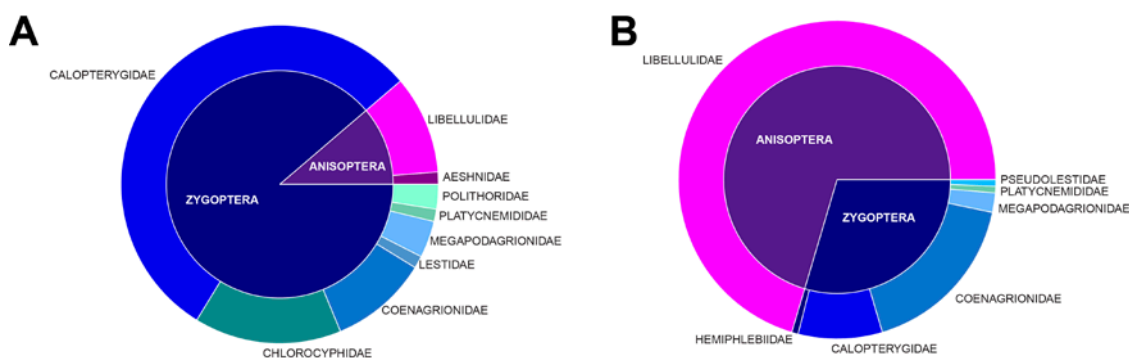 A
CALOPTERYGIDAE
LIBELLULIDAE
ANISOPTERA
AESHNIDAE
POLITHORIDAE
ZYGOPTERA
PLATYCNEMIDIDAE
MEGAPODAGRIONIDAE
LESTIDAE
COENAGRIONIDAE
CHLOROCYPHIDAE
B
LIBELLULIDAE
ANISOPTERA
PSEUDOLESTIDAE
PLATYCNEMIDIDAE
MEGAPODAGRIONIDAE
ZYGOPTERA
COENAGRIONIDAE
HEMIPHLEBIIDAE
CALOPTERYGIDAE